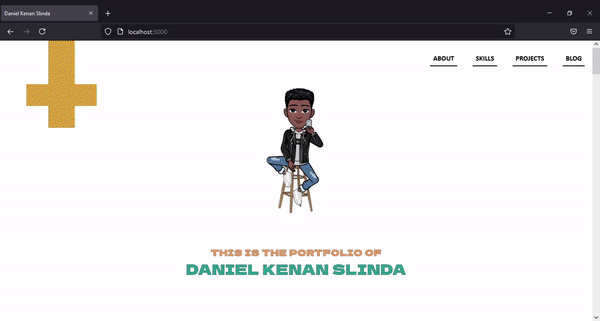 Daniel Kenan Slinda
localhost:3000
ABOUT SKILLS PROJECTS BLOG
THIS IS THE PORTFOLIO OF
DANIEL KENAN SLINDA